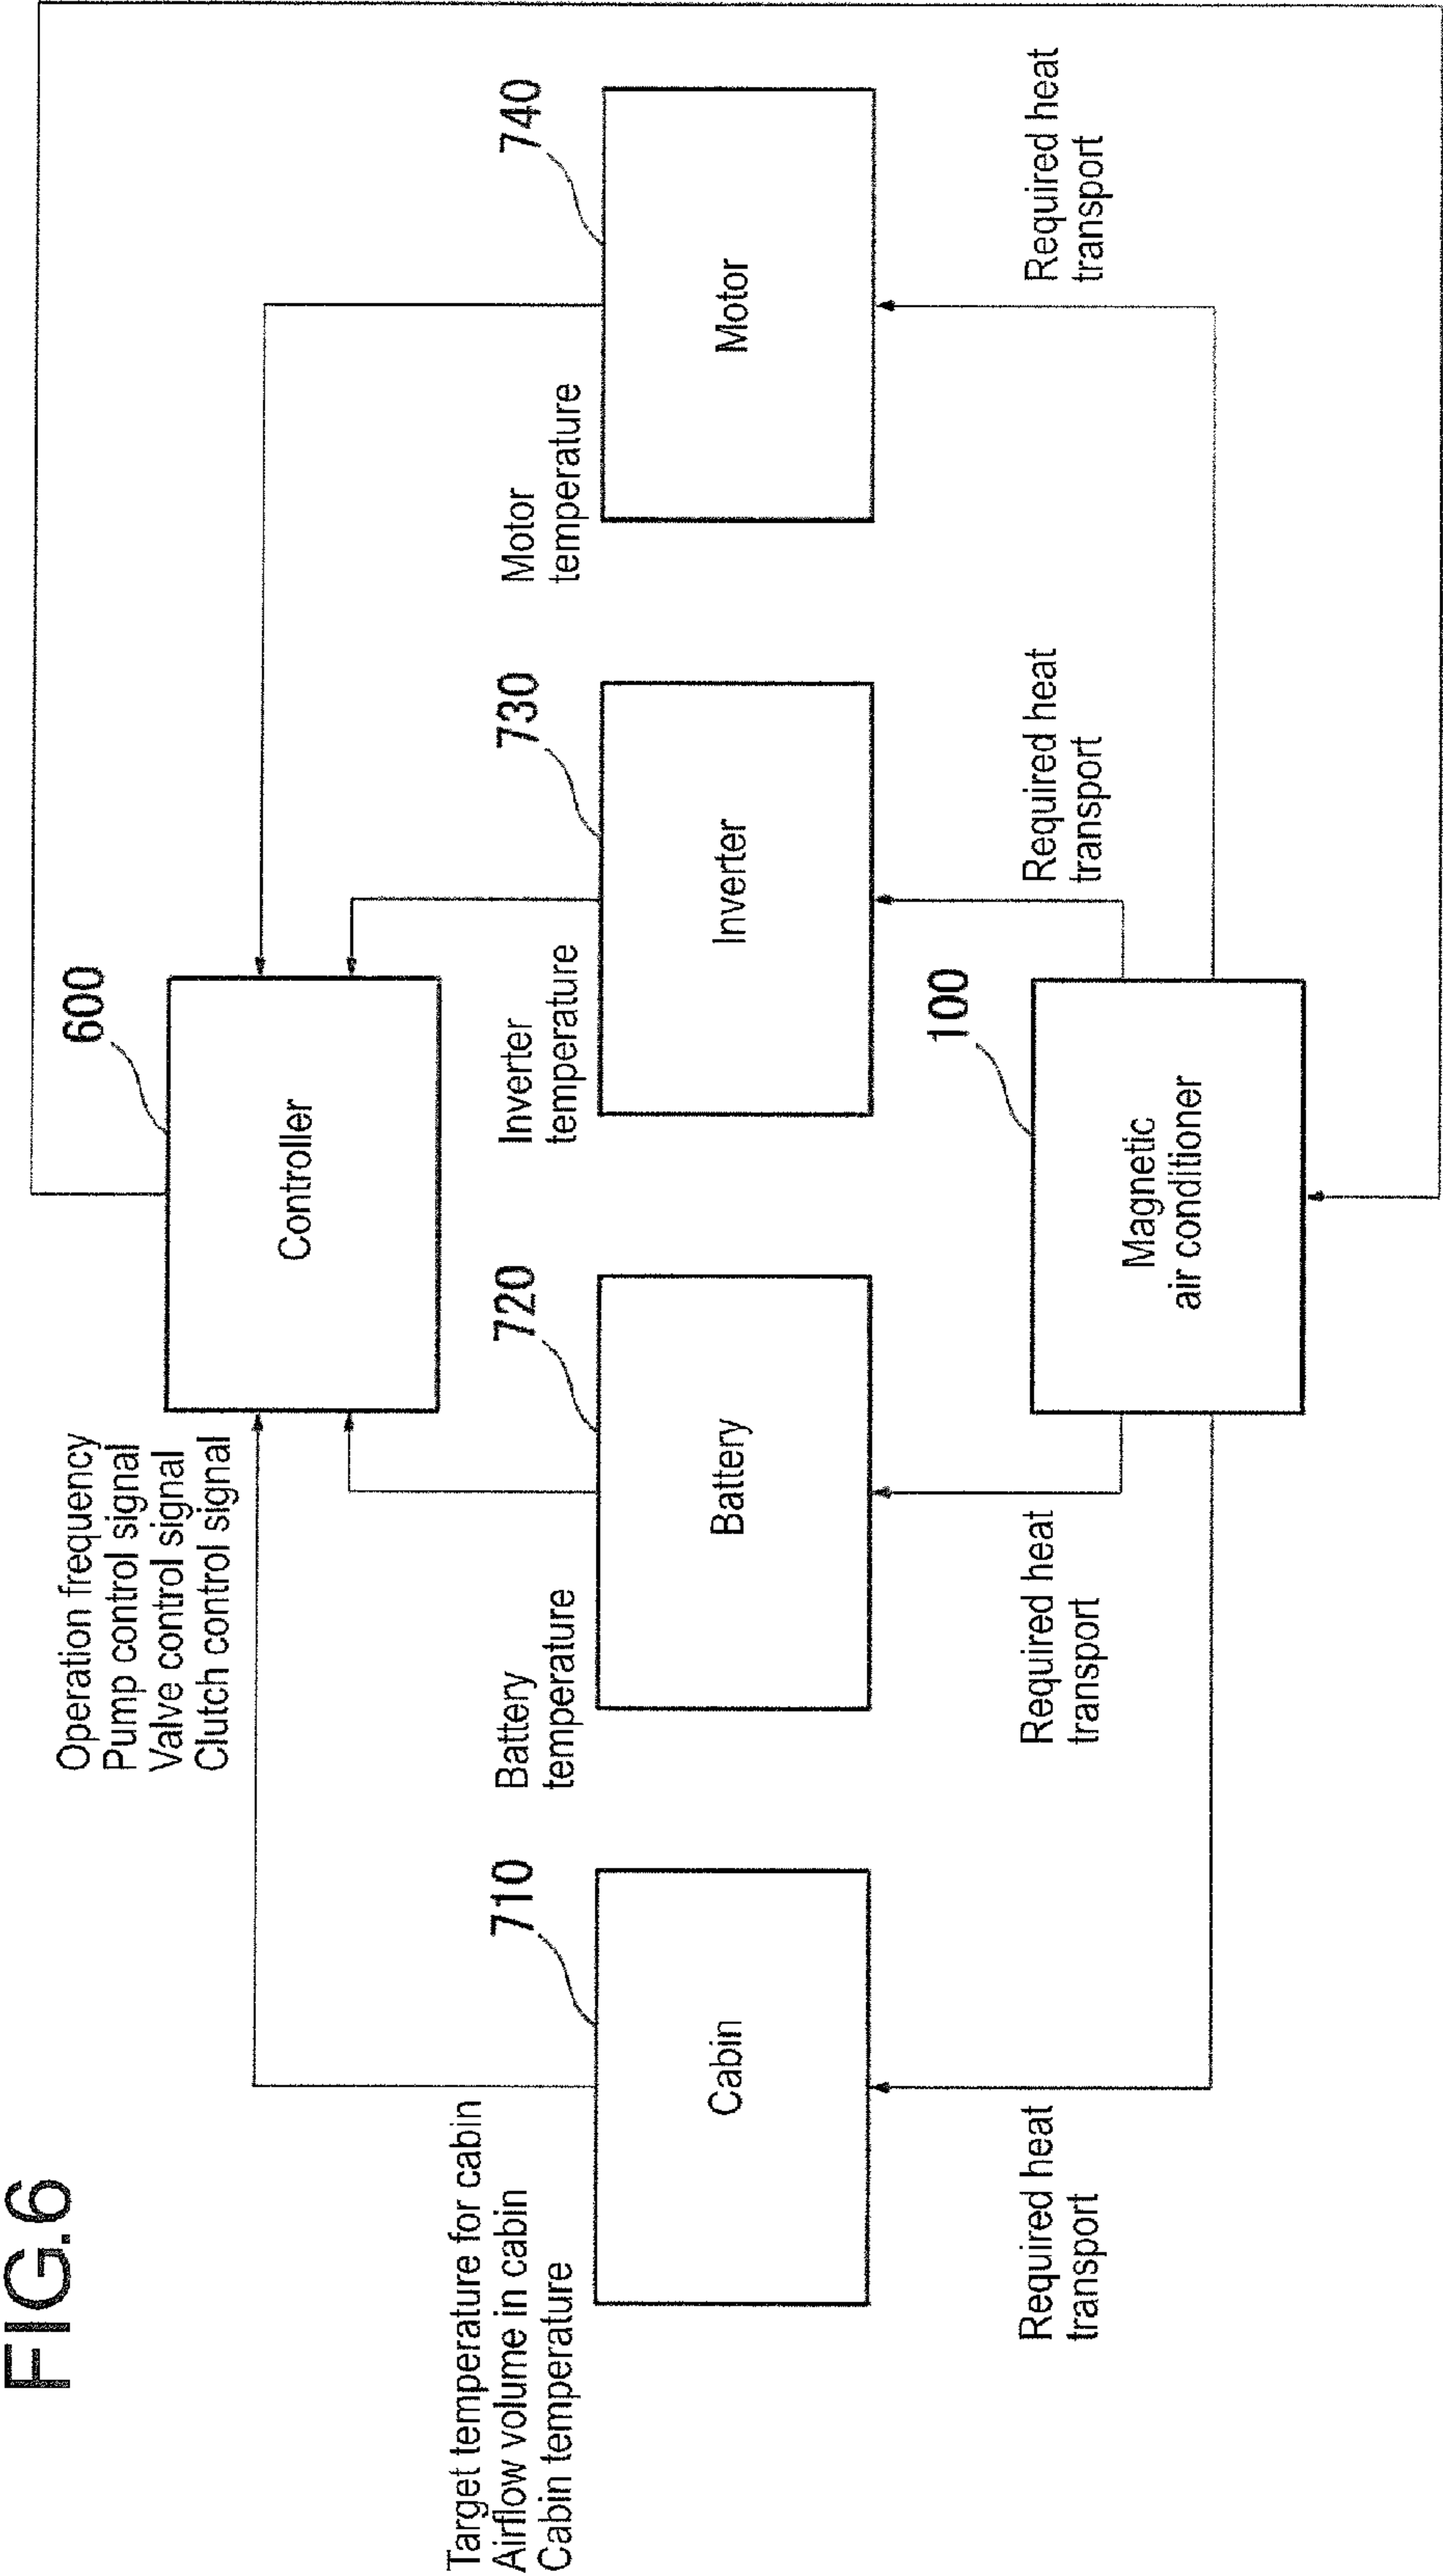 FIG.6
Operation frequency
Pump control signal
Valve control signal
Clutch control signal
600
Controller
Target temperature for cabin
Airflow volume in cabin
Cabin temperature
710
Cabin
Battery
temperature
720
Battery
Inverter
temperature
730
Inverter
Motor
temperature
740
Motor
Required heat
transport
Required heat
transport
100
Magnetic
air conditioner
Required heat
transport
Required heat
transport